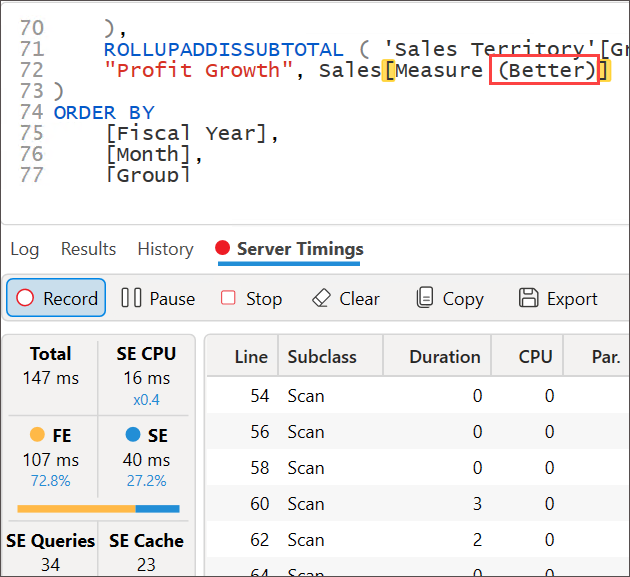 70 ),
71 ROLLUPADDISSUBTOTAL ( 'Sales Territory'[Gr
72 "Profit Growth", Sales[Measure (Better)]
73 )
74 ORDER BY
75 [Fiscal Year],
76 [Month],
77 [Group]
Log Results History Server Timings
Record Pause Stop Clear Copy Export
Total SE CPU
147 ms 16 ms
x0.4
FE SE
107 ms 40 ms
72.8% 27.2%
SE Queries SE Cache
34 23
Line Subclass Duration CPU Par.
54 Scan 0 0
56 Scan 0 0
58 Scan 0 0
60 Scan 3 0
62 Scan 2 0
64 Scan 0 0